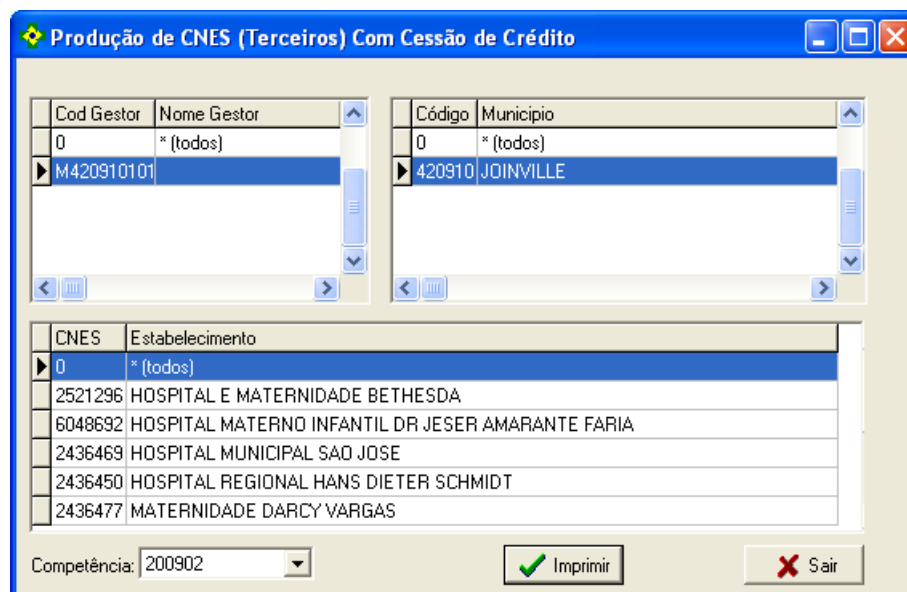 Produção de CNES (Terceiros) Com Cessão de Crédito
Cod Gestor Nome Gestor
0 * (todos)
M420910101
Código Municipio
0 * (todos)
420910 JOINVILLE
CNES Estabelecimento
0 * (todos)
2521296 HOSPITAL E MATERNIDADE BETHESDA
6048692 HOSPITAL MATERNO INFANTIL DR JESER AMARANTE FARIA
2436469 HOSPITAL MUNICIPAL SAO JOSE
2436450 HOSPITAL REGIONAL HANS DIETER SCHMIDT
2436477 MATERNIDADE DARCY VARGAS
Competência: 200902 Imprimir Sair